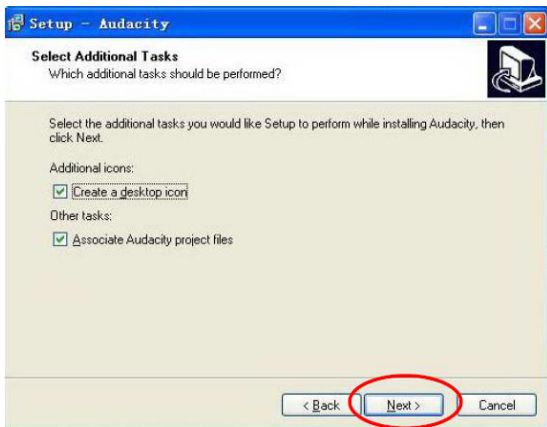 Setup - Audacity
Select Additional Tasks
Which additional tasks should be performed?
Select the additional tasks you would like Setup to perform while installing Audacity, then
click Next.
Additional icons:
Create a desktop icon
Other tasks:
Associate Audacity project files
< Back
Next >
Cancel